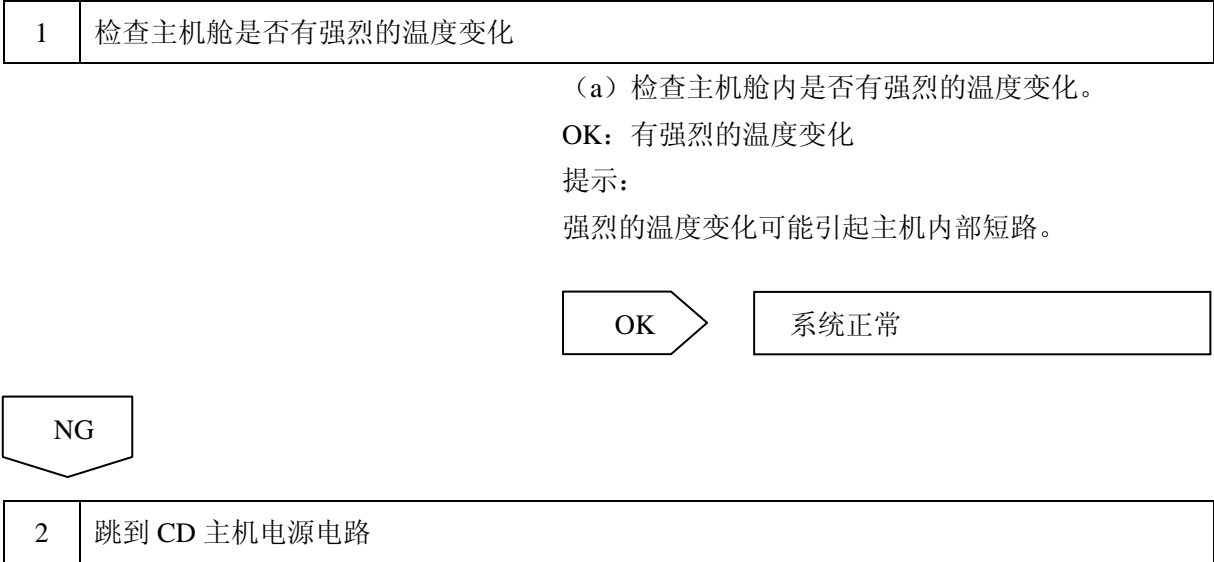 1 检查主机舱是否有强烈的温度变化
（a）检查主机舱内是否有强烈的温度变化。
OK：有强烈的温度变化
提示：
强烈的温度变化可能引起主机内部短路。
OK 系统正常
NG
2 跳到 CD 主机电源电路